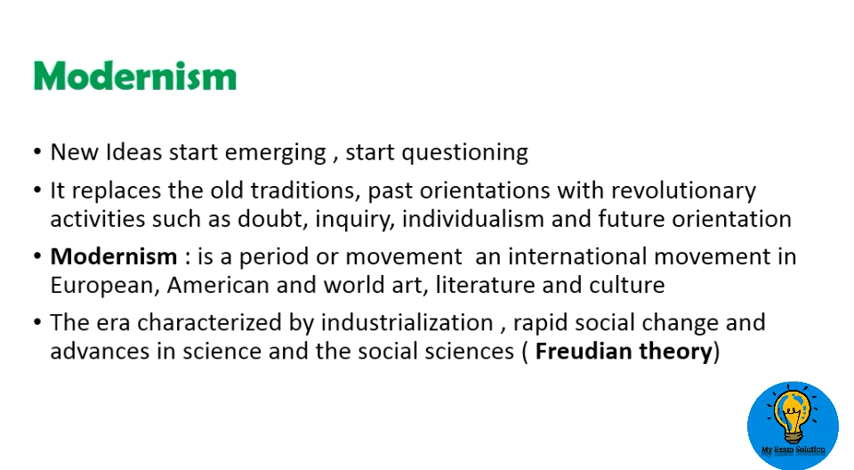 Modernism
• New Ideas start emerging , start questioning
• It replaces the old traditions, past orientations with revolutionary
activities such as doubt, inquiry, individualism and future orientation
• Modernism : is a period or movement  an international movement in
European, American and world art, literature and culture
• The era characterized by industrialization , rapid social change and
advances in science and the social sciences ( Freudian theory)
My Exam Solution